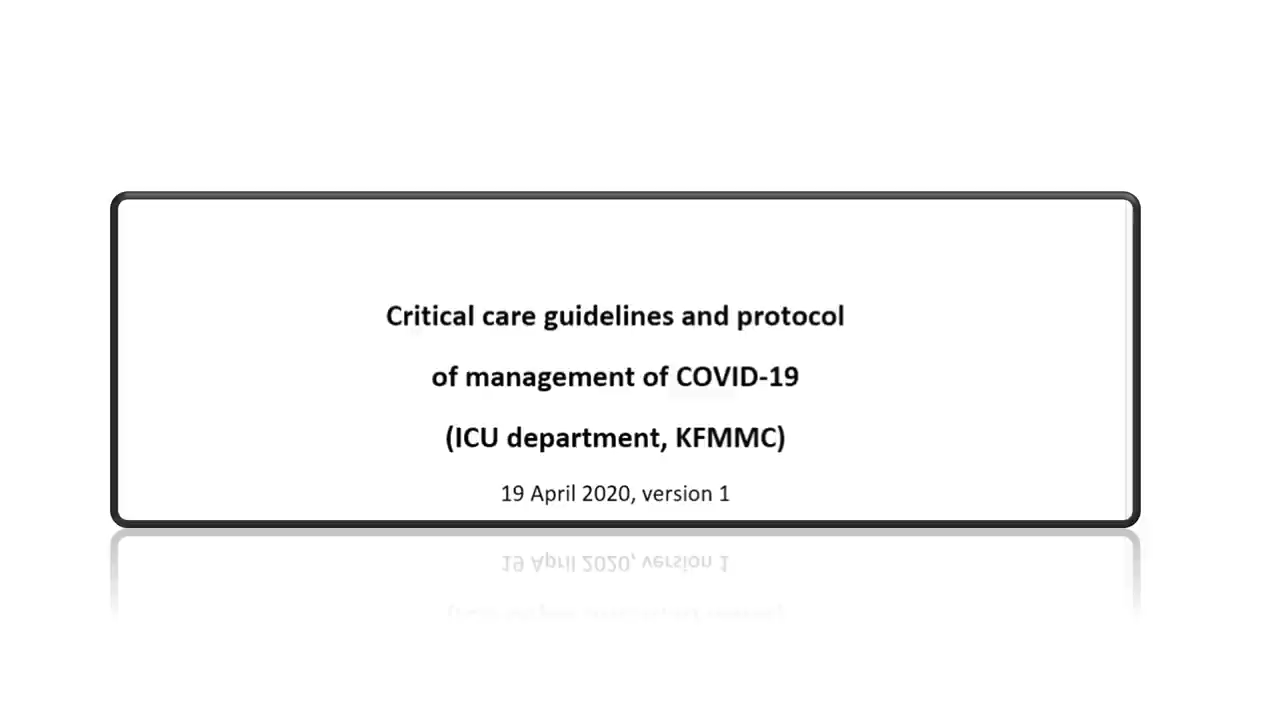 Critical care guidelines and protocol
of management of COVID-19
(ICU department, KFMMC)
19 April 2020, version 1